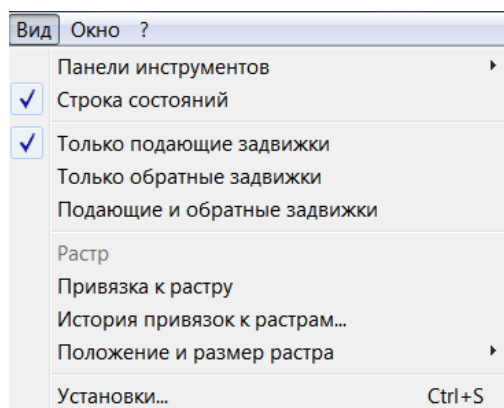 Вид Окно ?
Панели инструментов
Строка состояний
Только подающие задвижки
Только обратные задвижки
Подающие и обратные задвижки
Растр
Привязка к растру
История привязок к растрам...
Положение и размер растра
Установки... Ctrl+S